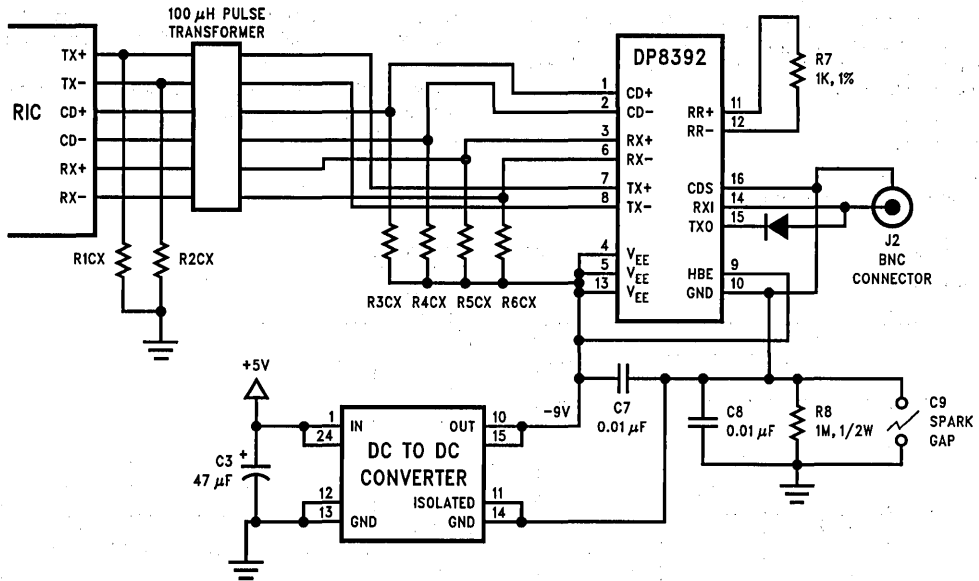 100 µH PULSE
TRANSFORMER
RIC
TX+
TX-
CD+
CD-
RX+
RX-
R1CX
R2CX
R3CX
R4CX
R5CX
R6CX
DP8392
1
CD+
2
CD-
3
RX+
6
RX-
7
TX+
8
TX-
4
VEE
5
VEE
13
VEE
RR+
11
RR-
12
CDS
16
RXI
14
TXO
15
HBE
9
GND
10
R7
1K, 1%
J2
BNC
CONNECTOR
+5V
C3
+
47 µF
1
IN
24
OUT
10
15
DC TO DC
CONVERTER
12
13
GND
ISOLATED
11
GND
14
-9V
C7
0.01 µF
C8
0.01 µF
R8
1M, 1/2W
C9
SPARK
GAP